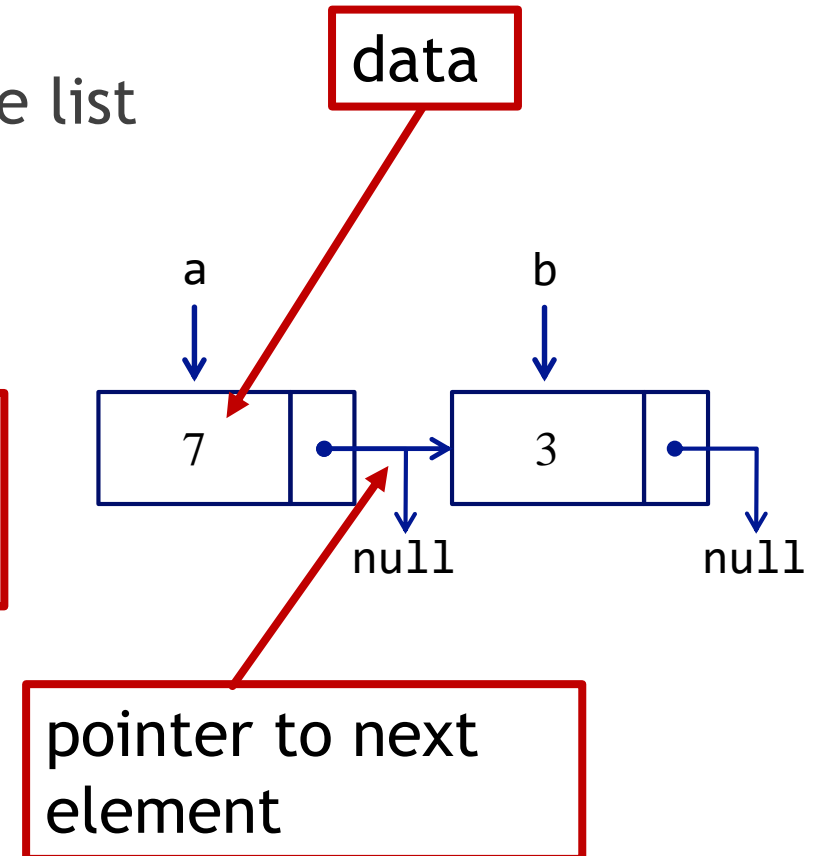 data
e list
a
b
7
3
null
null
pointer to next
element